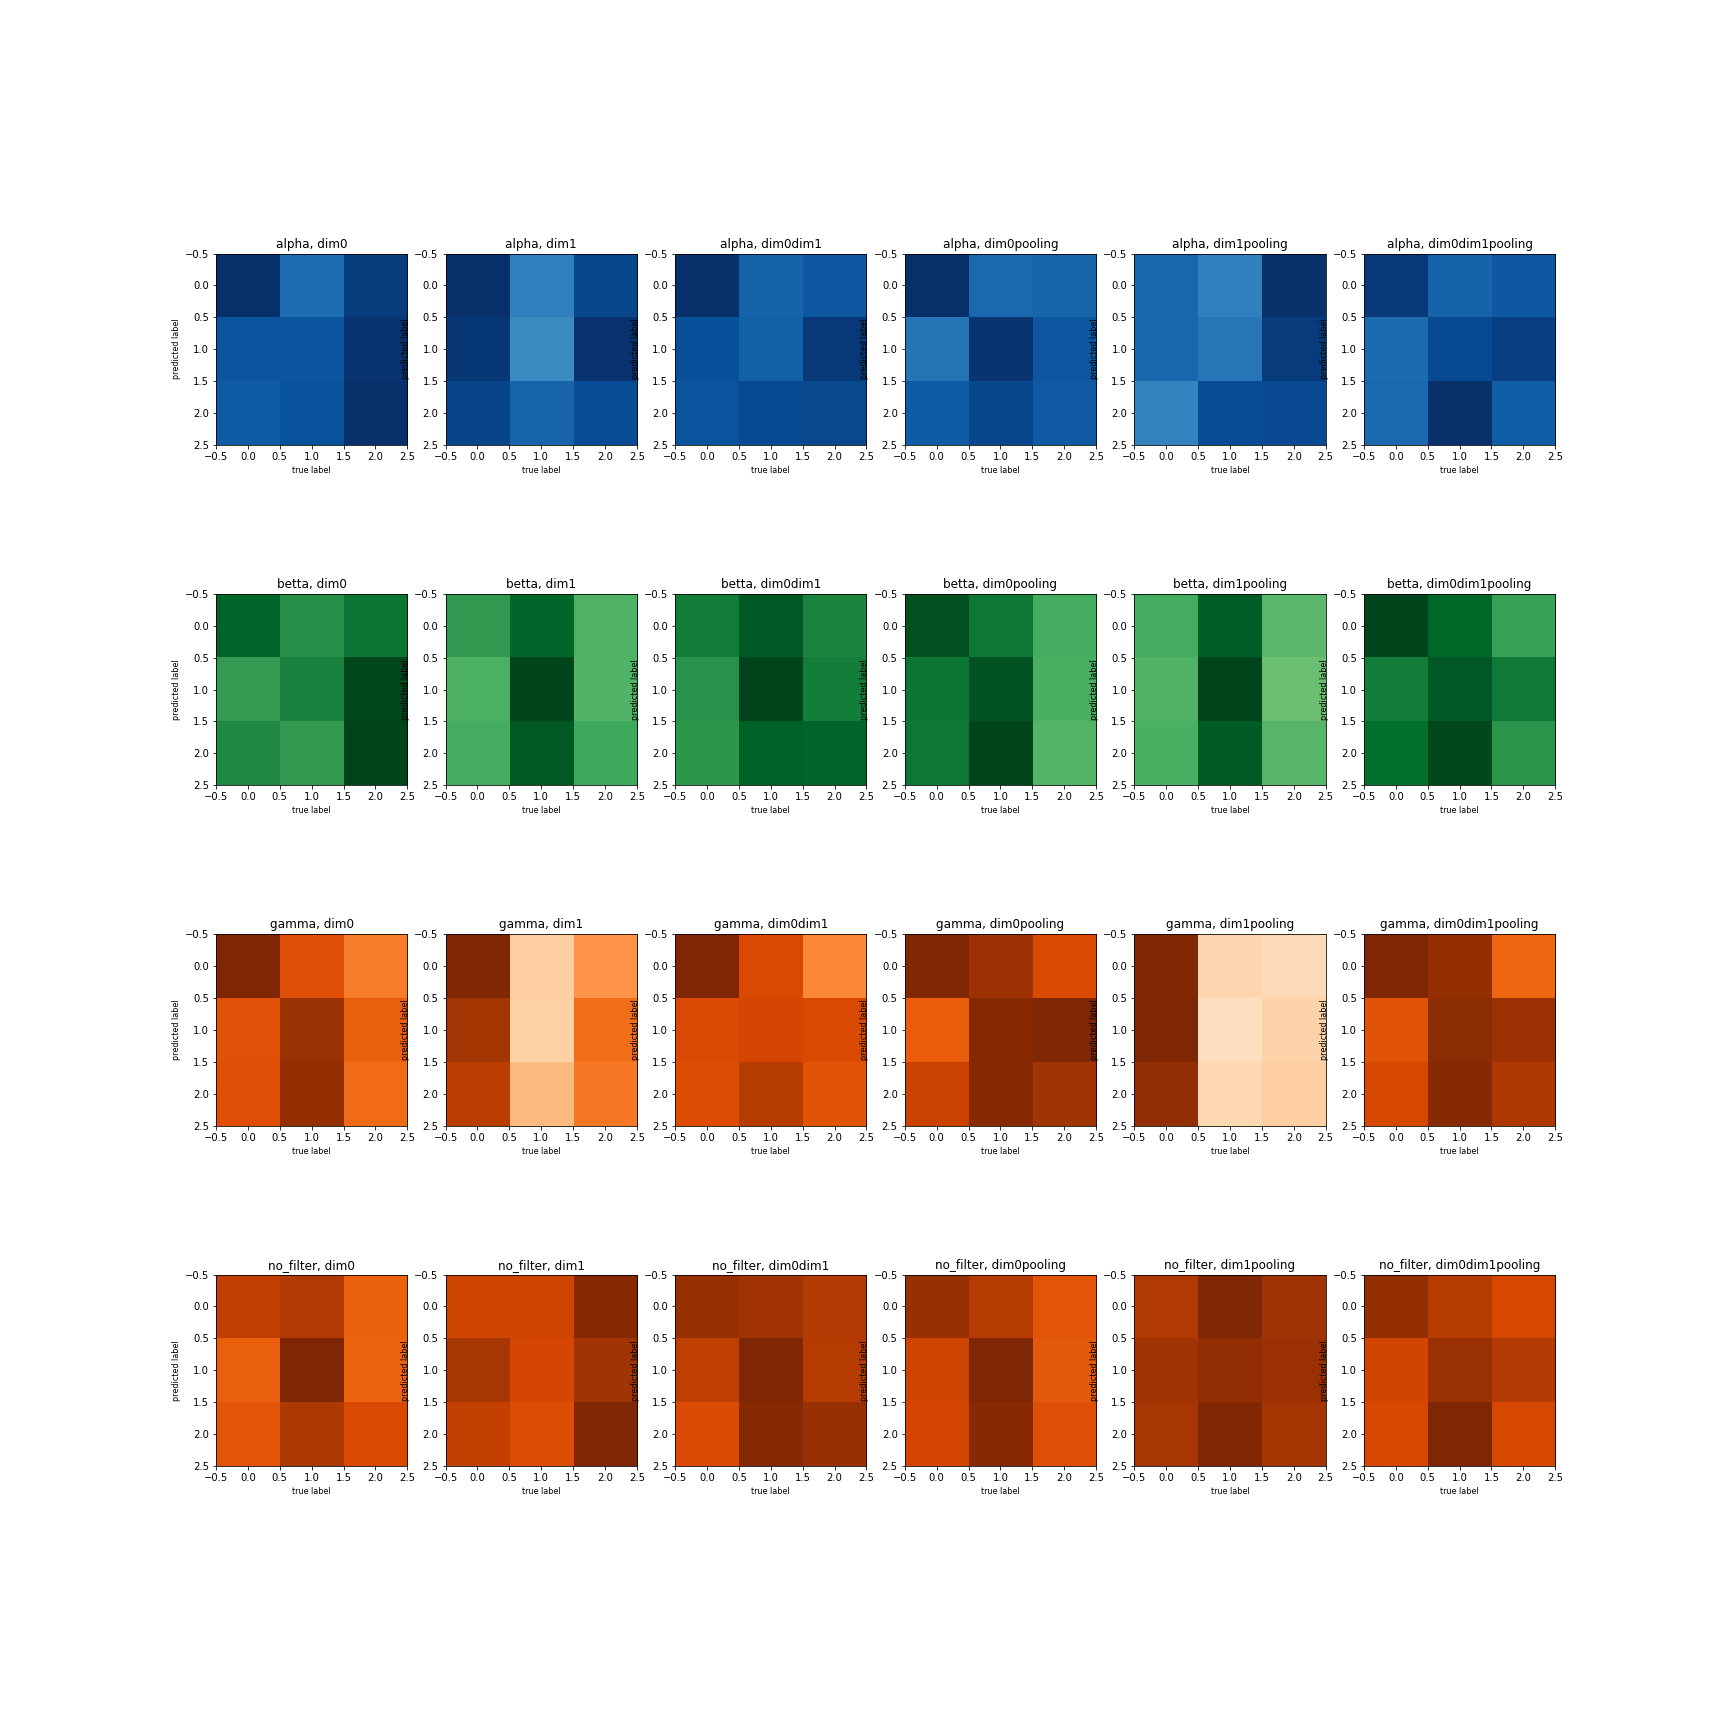 alpha, dim0 alpha, dim1 alpha, dim0dim1 alpha, dim0pooling alpha, dim1pooling alpha, dim0dim1pooling
−0.5 −0.5 −0.5 −0.5 −0.5 −0.5
0.0 0.0 0.0 0.0 0.0 0.0
0.5 0.5 0.5 0.5 0.5 0.5
predicted label predicted label predicted label predicted label predicted label predicted label
1.0 1.0 1.0 1.0 1.0 1.0
1.5 1.5 1.5 1.5 1.5 1.5
2.0 2.0 2.0 2.0 2.0 2.0
2.5 2.5 2.5 2.5 2.5 2.5
−0.5 0.0 0.5 1.0 1.5 2.0 2.5 −0.5 0.0 0.5 1.0 1.5 2.0 2.5 −0.5 0.0 0.5 1.0 1.5 2.0 2.5 −0.5 0.0 0.5 1.0 1.5 2.0 2.5 −0.5 0.0 0.5 1.0 1.5 2.0 2.5 −0.5 0.0 0.5 1.0 1.5 2.0 2.5
true label true label true label true label true label true label
betta, dim0 betta, dim1 betta, dim0dim1 betta, dim0pooling betta, dim1pooling betta, dim0dim1pooling
−0.5 −0.5 −0.5 −0.5 −0.5 −0.5
0.0 0.0 0.0 0.0 0.0 0.0
0.5 0.5 0.5 0.5 0.5 0.5
predicted label predicted label predicted label predicted label predicted label predicted label
1.0 1.0 1.0 1.0 1.0 1.0
1.5 1.5 1.5 1.5 1.5 1.5
2.0 2.0 2.0 2.0 2.0 2.0
2.5 2.5 2.5 2.5 2.5 2.5
−0.5 0.0 0.5 1.0 1.5 2.0 2.5 −0.5 0.0 0.5 1.0 1.5 2.0 2.5 −0.5 0.0 0.5 1.0 1.5 2.0 2.5 −0.5 0.0 0.5 1.0 1.5 2.0 2.5 −0.5 0.0 0.5 1.0 1.5 2.0 2.5 −0.5 0.0 0.5 1.0 1.5 2.0 2.5
true label true label true label true label true label true label
gamma, dim0 gamma, dim1 gamma, dim0dim1 gamma, dim0pooling gamma, dim1pooling gamma, dim0dim1pooling
−0.5 −0.5 −0.5 −0.5 −0.5 −0.5
0.0 0.0 0.0 0.0 0.0 0.0
0.5 0.5 0.5 0.5 0.5 0.5
predicted label predicted label predicted label predicted label predicted label predicted label
1.0 1.0 1.0 1.0 1.0 1.0
1.5 1.5 1.5 1.5 1.5 1.5
2.0 2.0 2.0 2.0 2.0 2.0
2.5 2.5 2.5 2.5 2.5 2.5
−0.5 0.0 0.5 1.0 1.5 2.0 2.5 −0.5 0.0 0.5 1.0 1.5 2.0 2.5 −0.5 0.0 0.5 1.0 1.5 2.0 2.5 −0.5 0.0 0.5 1.0 1.5 2.0 2.5 −0.5 0.0 0.5 1.0 1.5 2.0 2.5 −0.5 0.0 0.5 1.0 1.5 2.0 2.5
true label true label true label true label true label true label
no_filter, dim0 no_filter, dim1 no_filter, dim0dim1 no_filter, dim0pooling no_filter, dim1pooling no_filter, dim0dim1pooling
−0.5 −0.5 −0.5 −0.5 −0.5 −0.5
0.0 0.0 0.0 0.0 0.0 0.0
0.5 0.5 0.5 0.5 0.5 0.5
predicted label predicted label predicted label predicted label predicted label predicted label
1.0 1.0 1.0 1.0 1.0 1.0
1.5 1.5 1.5 1.5 1.5 1.5
2.0 2.0 2.0 2.0 2.0 2.0
2.5 2.5 2.5 2.5 2.5 2.5
−0.5 0.0 0.5 1.0 1.5 2.0 2.5 −0.5 0.0 0.5 1.0 1.5 2.0 2.5 −0.5 0.0 0.5 1.0 1.5 2.0 2.5 −0.5 0.0 0.5 1.0 1.5 2.0 2.5 −0.5 0.0 0.5 1.0 1.5 2.0 2.5 −0.5 0.0 0.5 1.0 1.5 2.0 2.5
true label true label true label true label true label true label